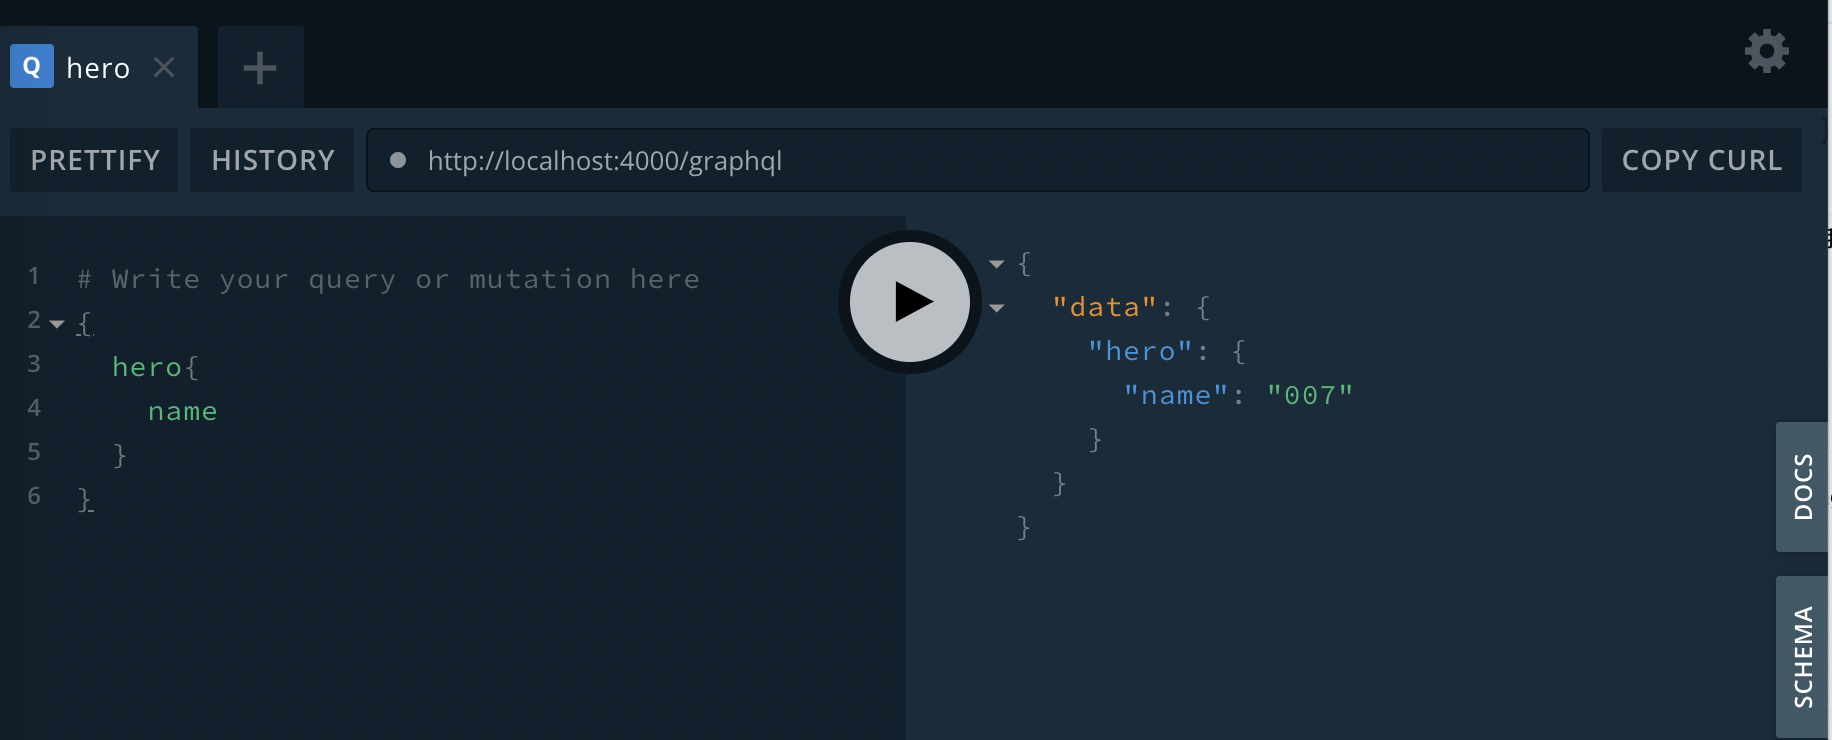 Q hero
PRETTIFY HISTORY http://localhost:4000/graphql COPY CURL
1 # Write your query or mutation here
2 {
3 hero{
4 name
5 }
6 }
{
"data": {
"hero": {
"name": "007"
}
}
}
DOCS
SCHEMA